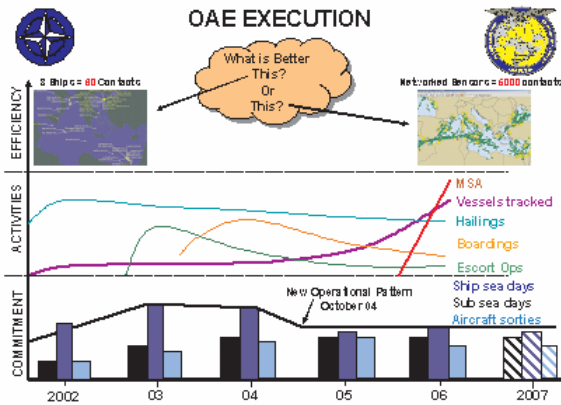 OAE EXECUTION
What is Better
This?
Or
This?
8 Ships = 60 Contacts
Networked Sensors = 6000 contacts
EFFICIENCY
MSA
Vessels tracked
Hailings
Boardings
Escort Ops
ACTIVITIES
New Operational Pattern
October 04
Ship sea days
Sub sea days
Aircraft sorties
COMMITMENT
2002
03
04
05
06
2007